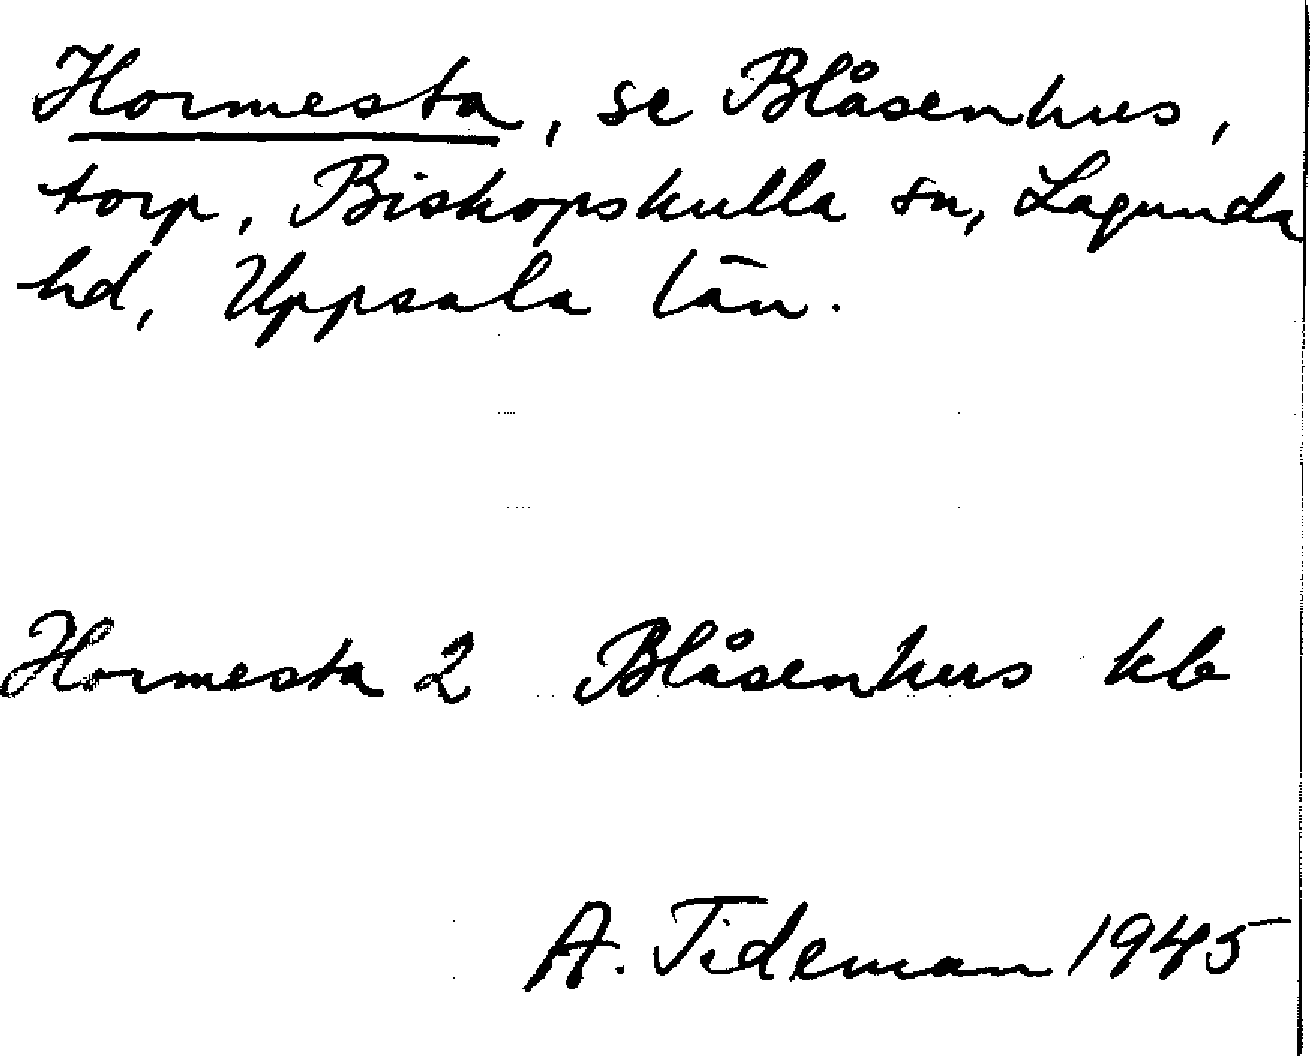 Hormesta, se Blåsenhus,
torp, Biskopskulla sn, Lagunda
hd, Uppsala län.
Hormesta 2 Blåsenhus kb
A. Tideman 1945